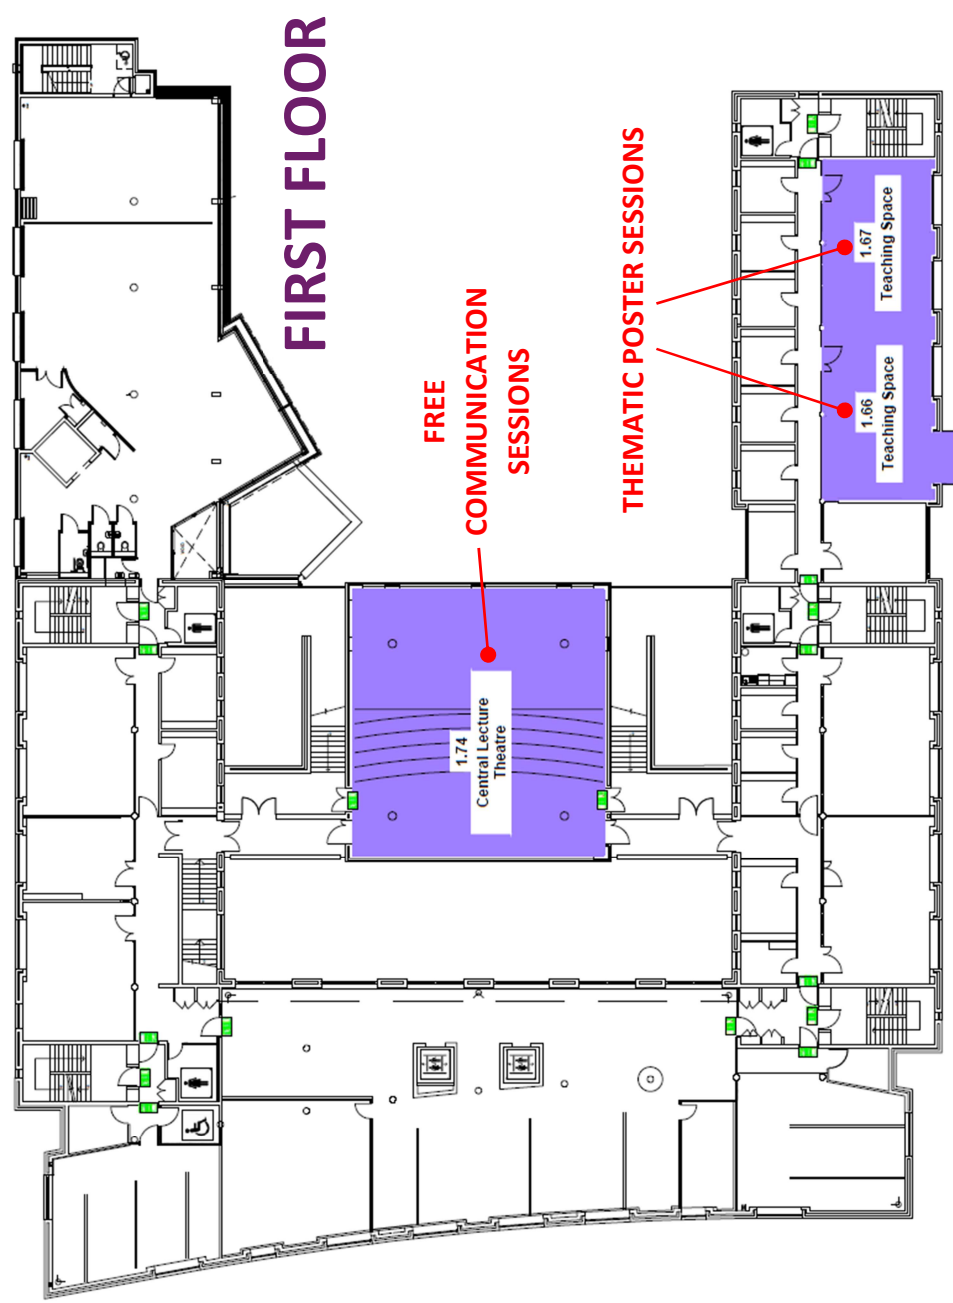 FIRST FLOOR
FREE
COMMUNICATION
SESSIONS
THEMATIC POSTER SESSIONS
1.74
Central Lecture
Theatre
1.66
Teaching Space
1.67
Teaching Space